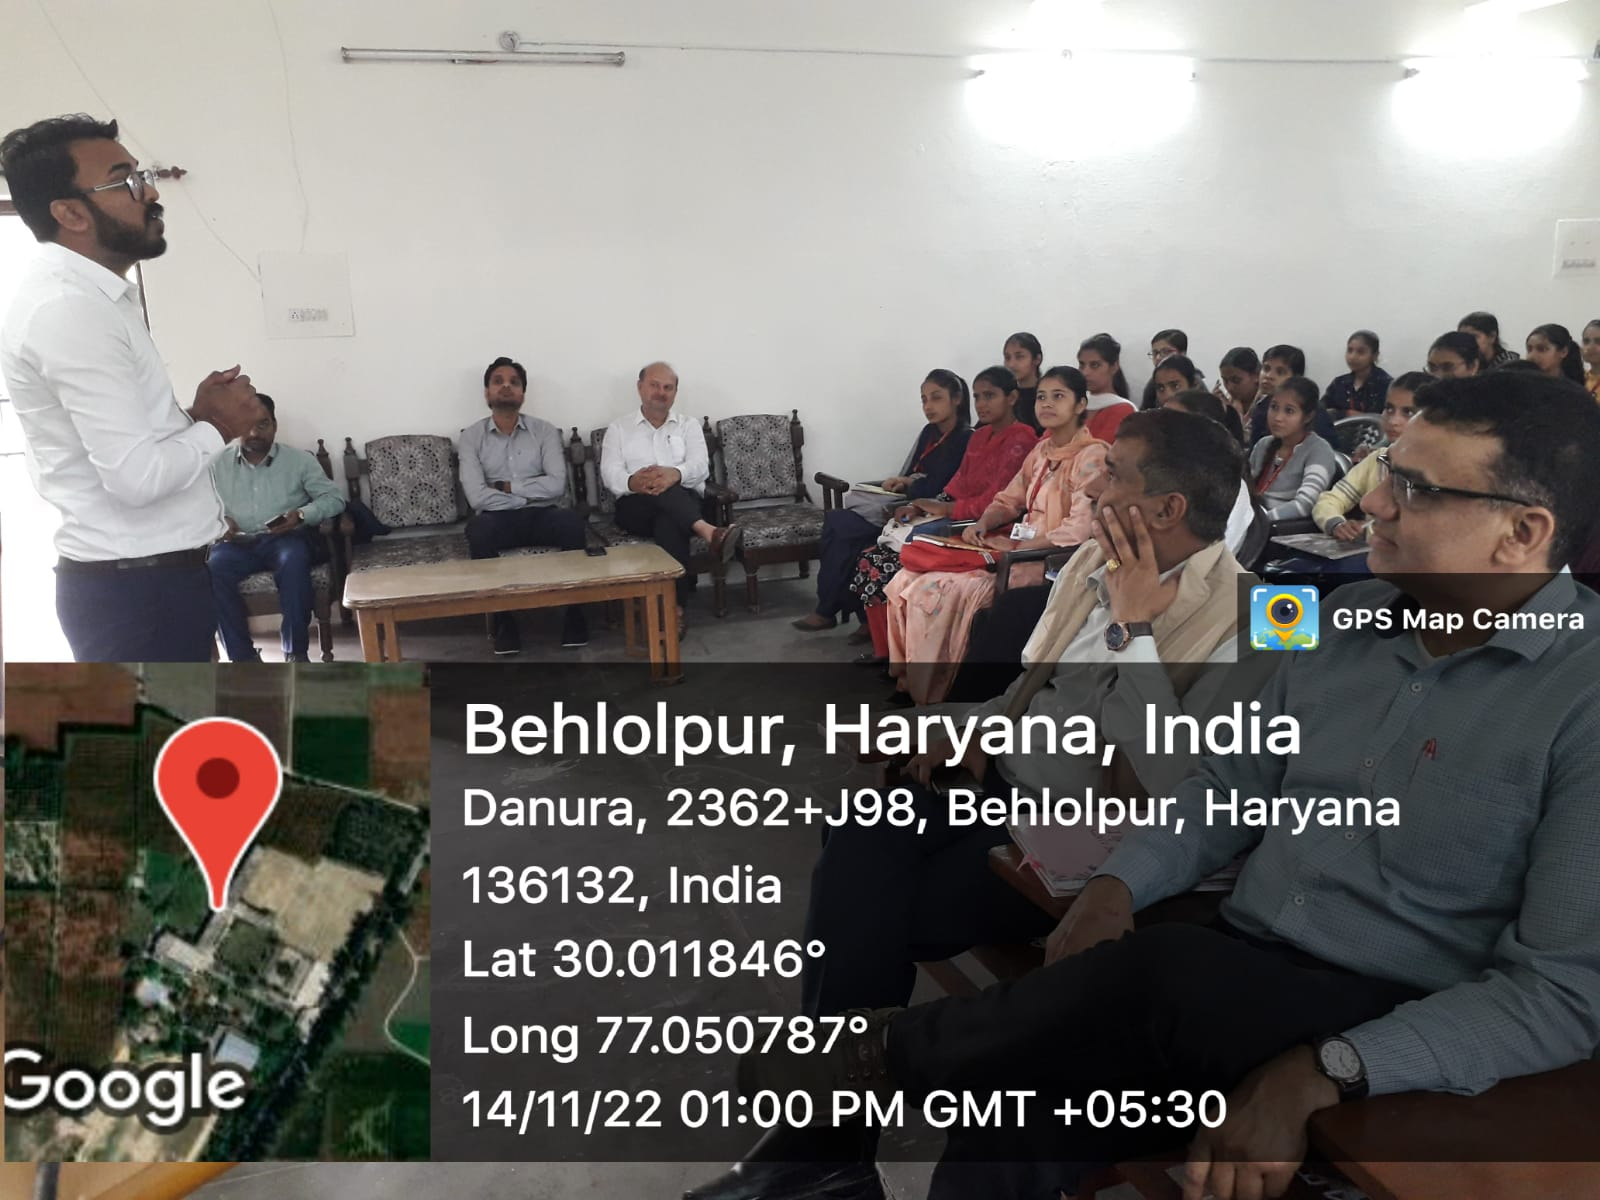 GPS Map Camera
Behlolpur, Haryana, India
Danura, 2362+J98, Behlolpur, Haryana
136132, India
Lat 30.011846°
Long 77.050787°
14/11/22 01:00 PM GMT +05:30
Google